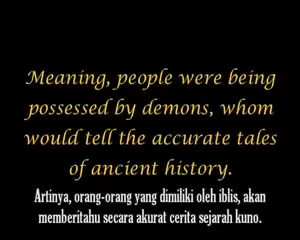 Meaning, people were being
possessed by demons, whom
would tell the accurate tales
of ancient history.
Artinya, orang-orang yang dimiliki oleh iblis, akan
memberitahu secara akurat cerita sejarah kuno.